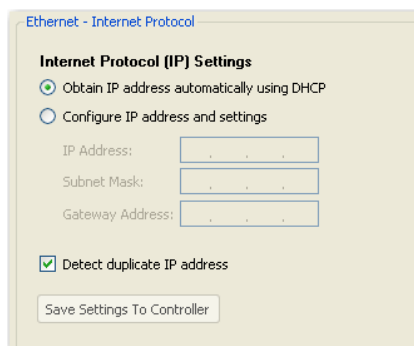 Ethernet - Internet Protocol
Internet Protocol (IP) Settings
Obtain IP address automatically using DHCP
Configure IP address and settings
IP Address: . . .
Subnet Mask: . . .
Gateway Address: . . .
Detect duplicate IP address
Save Settings To Controller